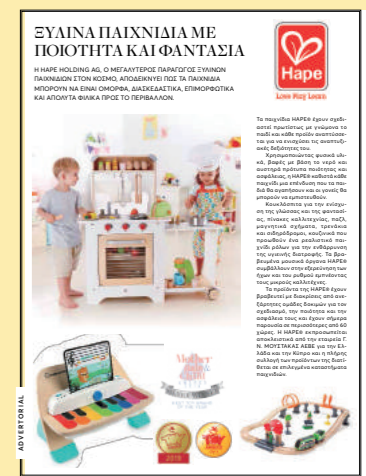 ΞΥΛΙΝΑ ΠΑΙΧΝΙΔΙΑ ΜΕ
ΠΟΙΟΤΗΤΑ ΚΑΙ ΦΑΝΤΑΣΙΑ
Η HAPE HOLDING AG, Ο ΜΕΓΑΛΥΤΕΡΟΣ ΠΑΡΑΓΩΓΟΣ ΞΥΛΙΝΩΝ
ΠΑΙΧΝΙΔΙΩΝ ΣΤΟΝ ΚΟΣΜΟ, ΑΠΟΔΕΙΚΝΥΕΙ ΠΩΣ ΤΑ ΠΑΙΧΝΙΔΙΑ
ΜΠΟΡΟΥΝ ΝΑ ΕΙΝΑΙ ΟΜΟΡΦΑ, ΔΙΑΣΚΕΔΑΣΤΙΚΑ, ΕΠΙΜΟΡΦΩΤΙΚΑ
ΚΑΙ ΑΠΟΛΥΤΑ ΦΙΛΙΚΑ ΠΡΟΣ ΤΟ ΠΕΡΙΒΑΛΛΟΝ.
Hape
Love Play Learn
Τα παιχνίδια HAPE® έχουν σχεδι-
αστεί πρωτίστως με γνώμονα το
παιδί και κάθε προϊόν αναπτύσσε-
ται για να ενισχύσει τις αναπτυξι-
ακές δεξιότητες του.
Χρησιμοποιώντας φυσικά υλι-
κά, βαφές με βάση το νερό και
αυστηρά πρότυπα ποιότητας και
ασφάλειας, η HAPE® καθιστά κάθε
παιχνίδι μια επένδυση που τα παι-
διά θα αγαπήσουν και οι γονείς θα
μπορούν να εμπιστευθούν.
Κουκλόσπιτα για την ενίσχυ-
ση της γλώσσας και της φαντασί-
ας, πίνακες καλλιτεχνίας, παζλ,
μαγνητικά σχήματα, τρενάκια
και σιδηρόδρομοι, κουζινικά που
προωθούν ένα ρεαλιστικό παι-
χνίδι ρόλων για την ενθάρρυνση
της υγιεινής διατροφής. Τα βρα-
βευμένα μουσικά όργανα HAPE®
συμβάλλουν στην εξερεύνηση των
ήχων και του ρυθμού εμπνέοντας
τους μικρούς καλλιτέχνες.
Τα προϊόντα της HAPE® έχουν
βραβευτεί με διακρίσεις από ανε-
ξάρτητες ομάδες δοκιμών για τον
σχεδιασμό, την ποιότητα και την
ασφάλεια τους και έχουν σήμερα
παρουσία σε περισσότερες από 60
χώρες. Η HAPE® εκπροσωπείται
αποκλειστικά από την εταιρεία Γ.
Ν. ΜΟΥΣΤΑΚΑΣ ΑΕΒΕ για την Ελ-
λάδα και την Κύπρο και η πλήρης
συλλογή των προϊόντων της διατί-
θεται σε επιλεγμένα καταστήματα
παιχνιδιών.
Mother
2019
ADVERTORIAL